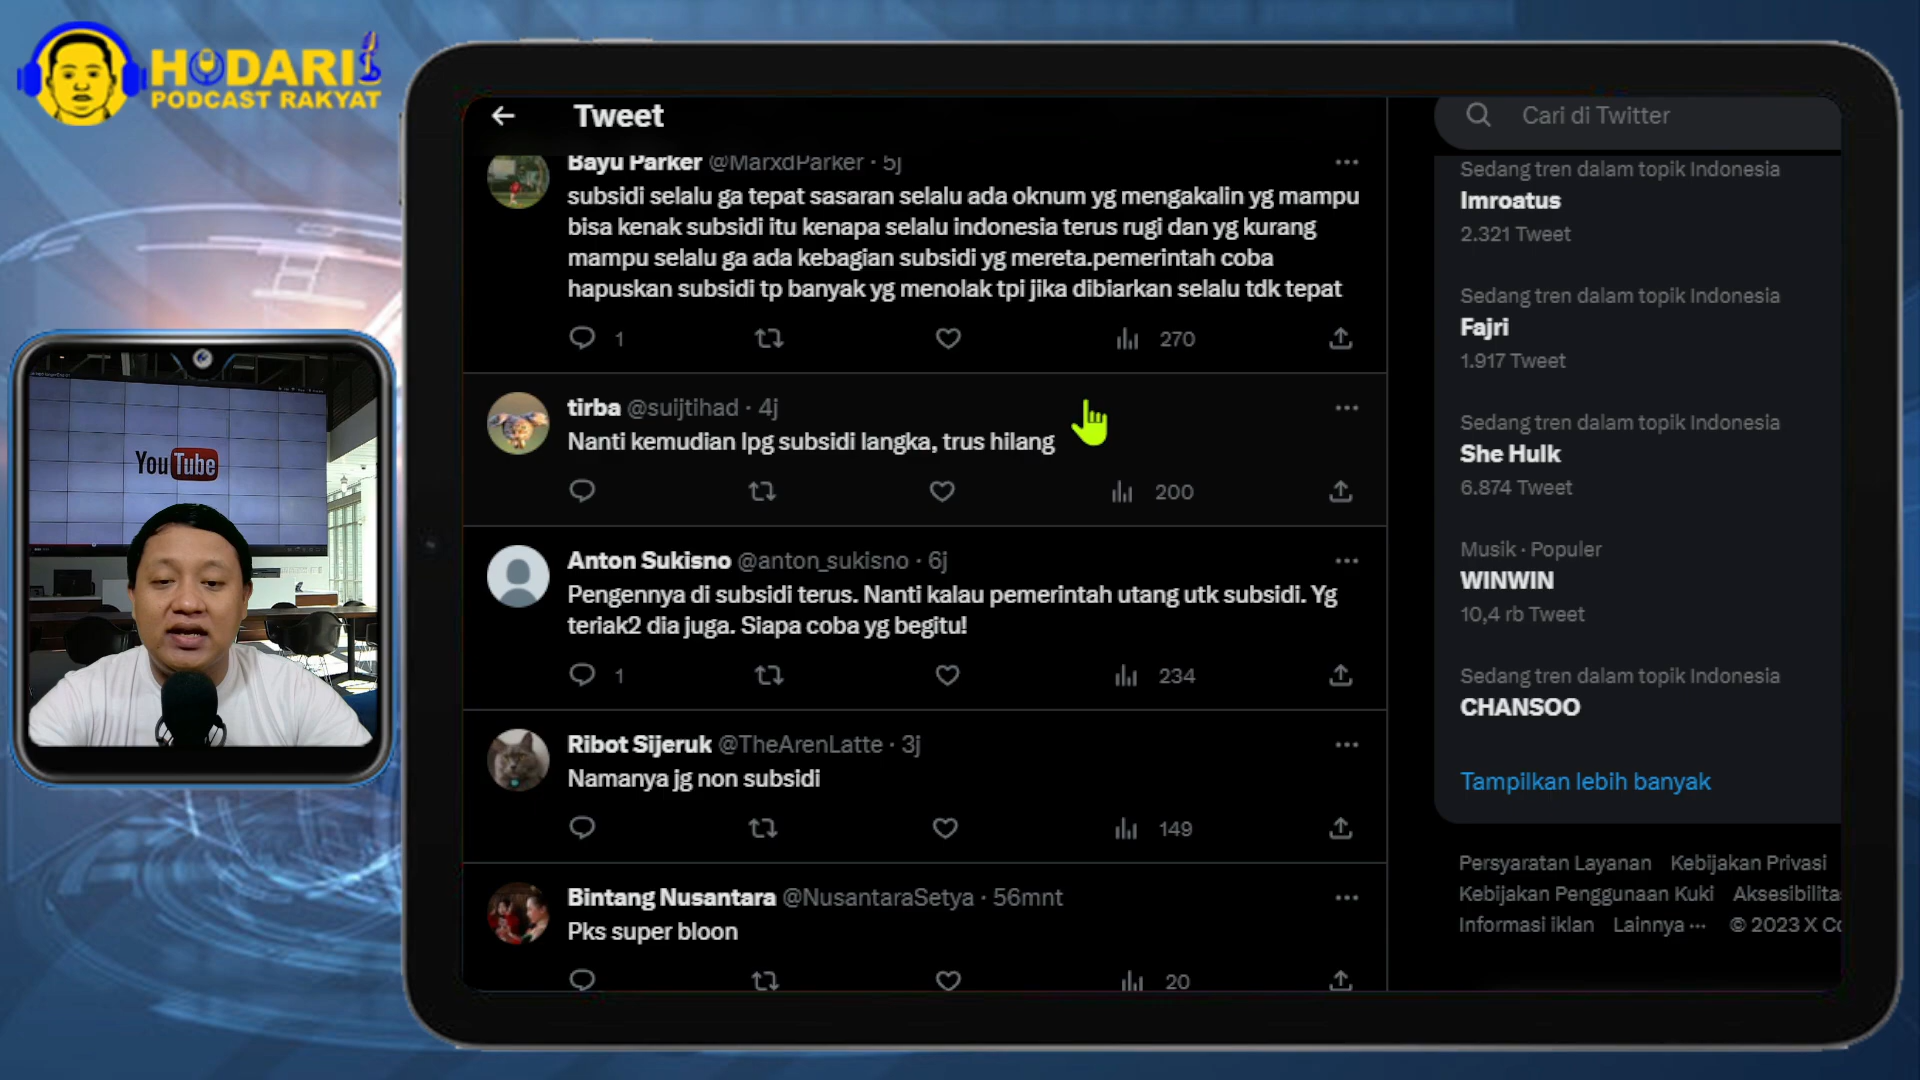 HODARI
PODCAST RAKYAT
YouTube
Tweet
Bayu Parker @MarxdParker · 5j
subsidi selalu ga tepat sasaran selalu ada oknum yg mengakalin yg mampu
bisa kenak subsidi itu kenapa selalu indonesia terus rugi dan yg kurang
mampu selalu ga ada kebagian subsidi yg mereta.pemerintah coba
hapuskan subsidi tp banyak yg menolak tpi jika dibiarkan selalu tdk tepat
1
270
tirba @suijtihad · 4j
Nanti kemudian lpg subsidi langka, trus hilang
200
Anton Sukisno @anton_sukisno · 6j
Pengennya di subsidi terus. Nanti kalau pemerintah utang utk subsidi. Yg
teriak2 dia juga. Siapa coba yg begitu!
1
234
Ribot Sijeruk @TheArenLatte · 3j
Namanya jg non subsidi
149
Bintang Nusantara @NusantaraSetya · 56mnt
Pks super bloon
20
Cari di Twitter
Sedang tren dalam topik Indonesia
Imroatus
2.321 Tweet
Sedang tren dalam topik Indonesia
Fajri
1.917 Tweet
Sedang tren dalam topik Indonesia
She Hulk
6.874 Tweet
Musik · Populer
WINWIN
10,4 rb Tweet
Sedang tren dalam topik Indonesia
CHANSOO
Tampilkan lebih banyak
Persyaratan Layanan Kebijakan Privasi
Kebijakan Penggunaan Kuki Aksesibilitas
Informasi iklan Lainnya ··· © 2023 X Co